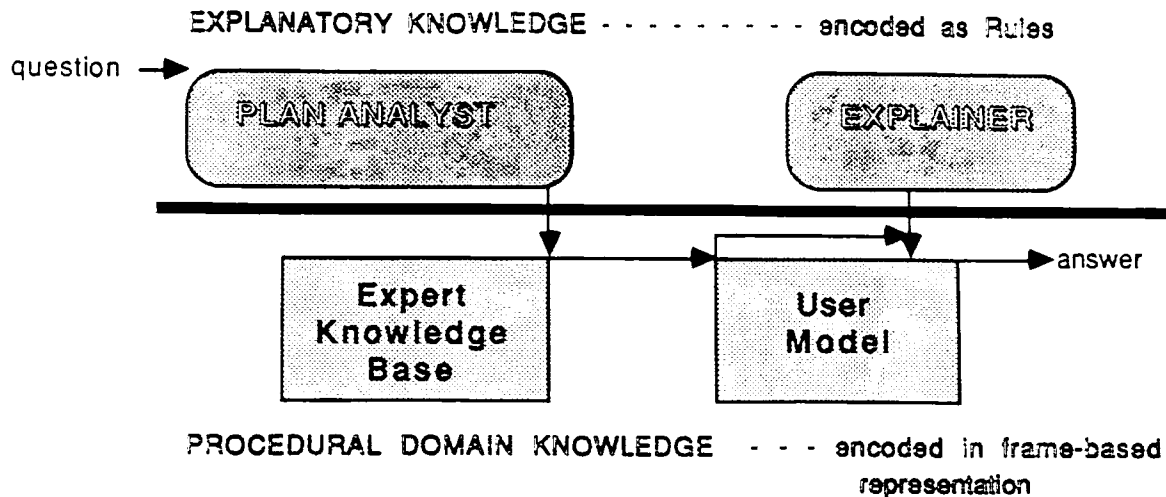 EXPLANATORY KNOWLEDGE - - - - - - - - - encoded as Rules
question
PLAN ANALYST
EXPLAINER
answer
Expert
Knowledge
Base
User
Model
PROCEDURAL DOMAIN KNOWLEDGE - - - encoded in frame-based
representation